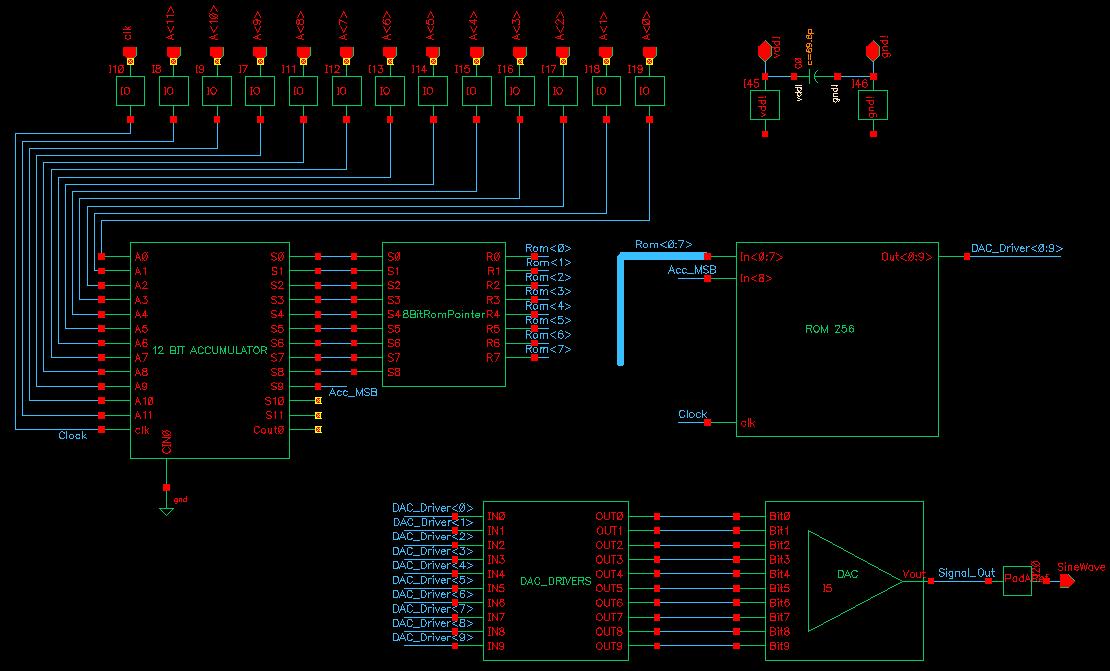 clk A<11> A<10> A<9> A<8> A<7> A<6> A<5> A<4> A<3> A<2> A<1> A<0>
I10 I8 I9 I7 I11 I12 I13 I14 I15 I16 I17 I18 I19
IO IO IO IO IO IO IO IO IO IO IO IO IO
vdd! C0 c=69.8p gnd!
I45 vdd! gnd! I46
vdd! gnd!
A0 S0
A1 S1
A2 S2
A3 S3
A4 S4
A5 S5
A6 S6
A7 S7
A8 S8
A9 S9
A10 S10
A11 S11
clk Cout0
12 BIT ACCUMULATOR
CIN0
Clock
gnd
Acc_MSB
S0 R0 Rom<0>
S1 R1 Rom<1>
S2 R2 Rom<2>
S3 R3 Rom<3>
S4 8BitRomPointer R4 Rom<4>
S5 R5 Rom<5>
S6 R6 Rom<6>
S7 R7 Rom<7>
S8
Rom<0:7> In<0:7> Out<0:9> DAC_Driver<0:9>
Acc_MSB In<8>
ROM 256
Clock clk
DAC_Driver<0> IN0 OUT0 Bit0
DAC_Driver<1> IN1 OUT1 Bit1
DAC_Driver<2> IN2 OUT2 Bit2
DAC_Driver<3> IN3 OUT3 Bit3
DAC_Driver<4> IN4 OUT4 Bit4
DAC_Driver<5> IN5 OUT5 Bit5
DAC_Driver<6> IN6 OUT6 Bit6
DAC_Driver<7> IN7 OUT7 Bit7
DAC_Driver<8> IN8 OUT8 Bit8
DAC_Driver<9> IN9 OUT9 Bit9
DAC_DRIVERS
DAC
I5
Vout Signal_Out
SineWave